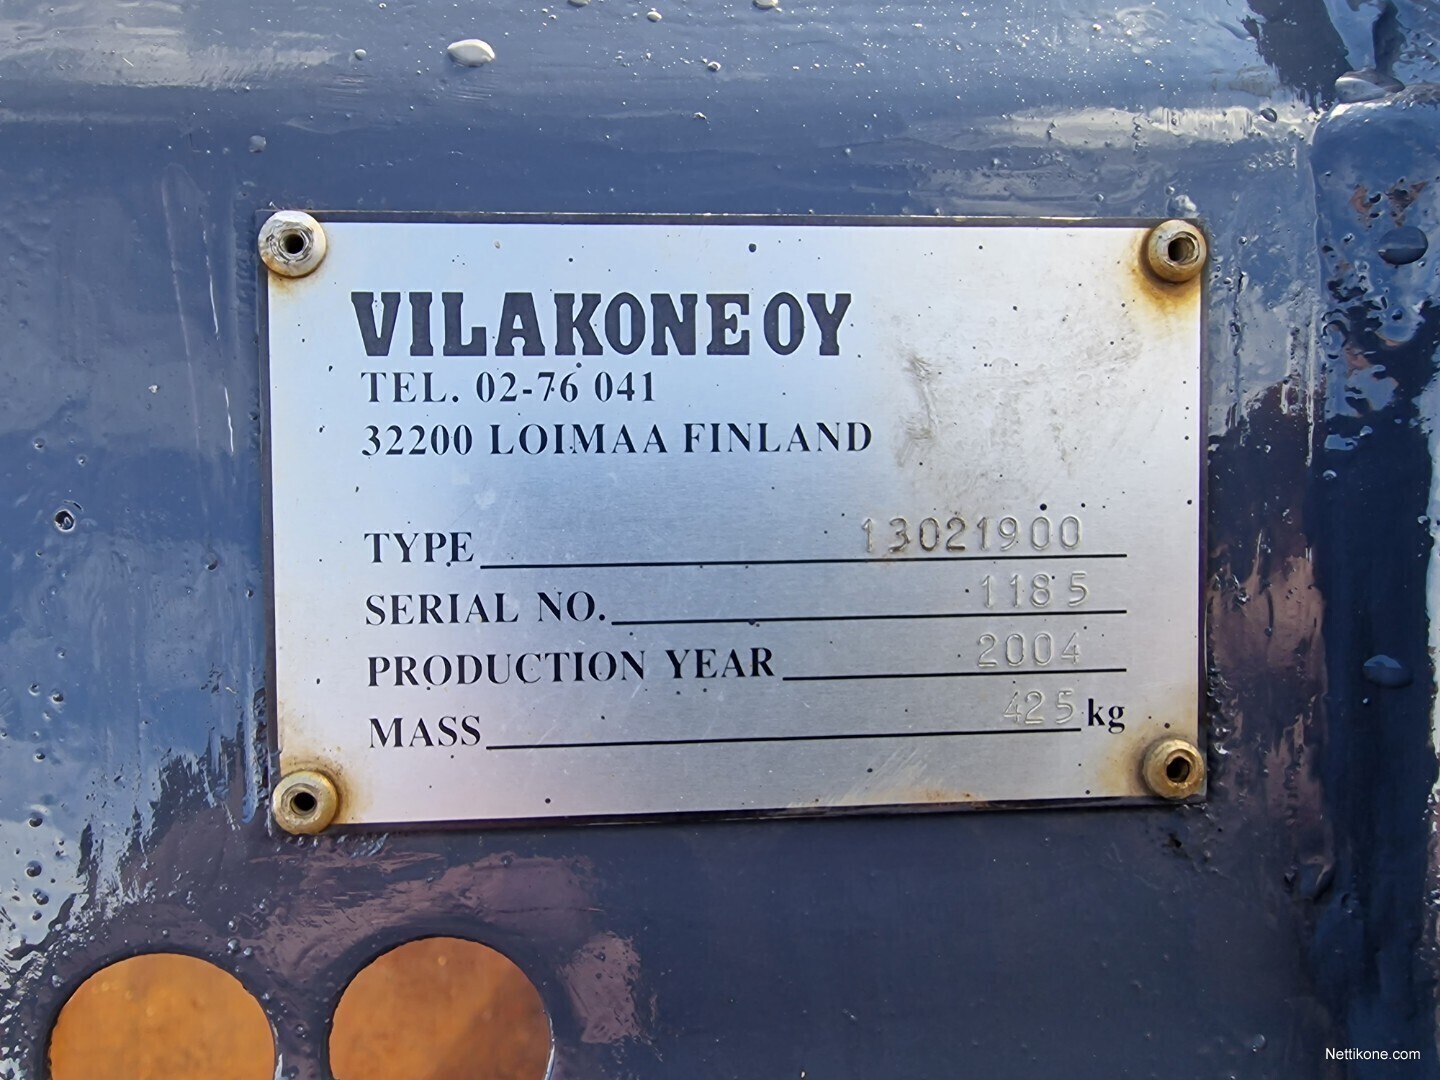 VILAKONE OY
TEL. 02-76 041
32200 LOIMAA FINLAND
TYPE 13021900
SERIAL NO. 1185
PRODUCTION YEAR 2004
MASS 425 kg
Nettikone.com